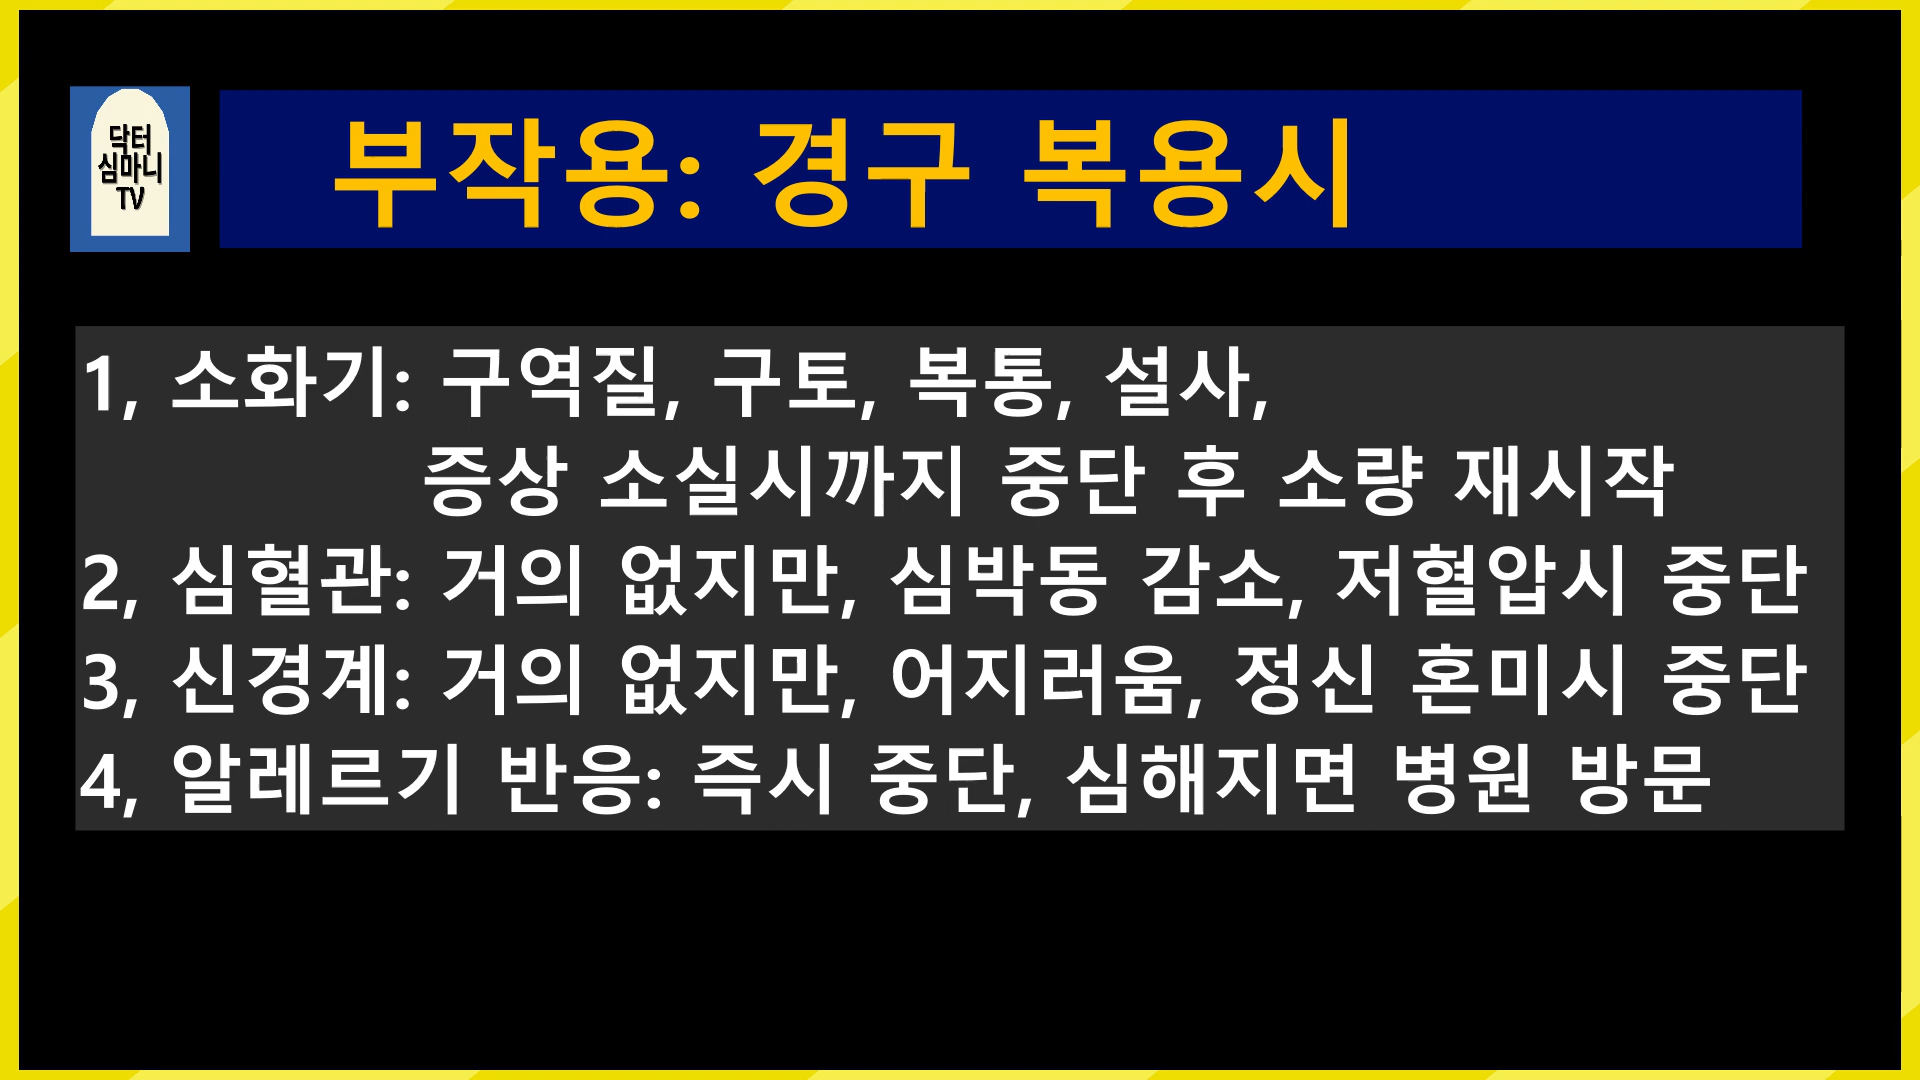 닥터
심마니
TV
부작용: 경구 복용시
1, 소화기: 구역질, 구토, 복통, 설사,
증상 소실시까지 중단 후 소량 재시작
2, 심혈관: 거의 없지만, 심박동 감소, 저혈압시 중단
3, 신경계: 거의 없지만, 어지러움, 정신 혼미시 중단
4, 알레르기 반응: 즉시 중단, 심해지면 병원 방문